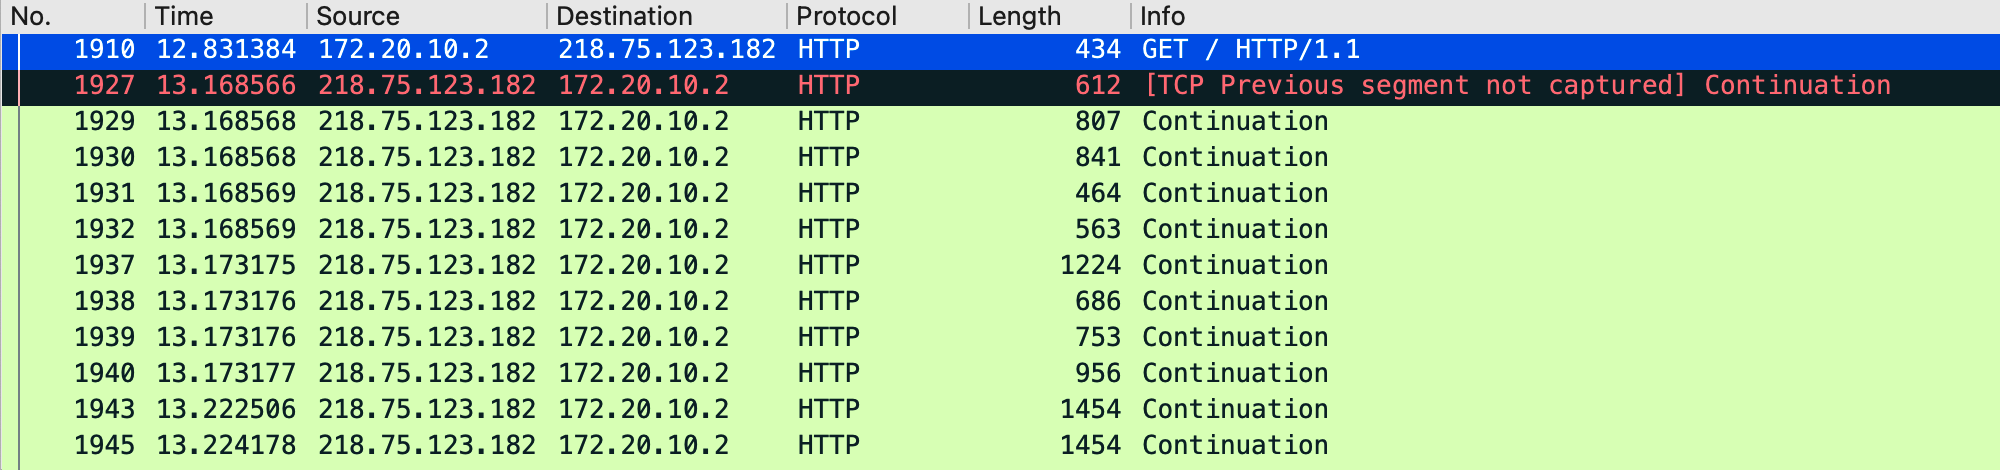 No. Time Source Destination Protocol Length Info
1910 12.831384 172.20.10.2 218.75.123.182 HTTP 434 GET / HTTP/1.1
1927 13.168566 218.75.123.182 172.20.10.2 HTTP 612 [TCP Previous segment not captured] Continuation
1929 13.168568 218.75.123.182 172.20.10.2 HTTP 807 Continuation
1930 13.168568 218.75.123.182 172.20.10.2 HTTP 841 Continuation
1931 13.168569 218.75.123.182 172.20.10.2 HTTP 464 Continuation
1932 13.168569 218.75.123.182 172.20.10.2 HTTP 563 Continuation
1937 13.173175 218.75.123.182 172.20.10.2 HTTP 1224 Continuation
1938 13.173176 218.75.123.182 172.20.10.2 HTTP 686 Continuation
1939 13.173176 218.75.123.182 172.20.10.2 HTTP 753 Continuation
1940 13.173177 218.75.123.182 172.20.10.2 HTTP 956 Continuation
1943 13.222506 218.75.123.182 172.20.10.2 HTTP 1454 Continuation
1945 13.224178 218.75.123.182 172.20.10.2 HTTP 1454 Continuation